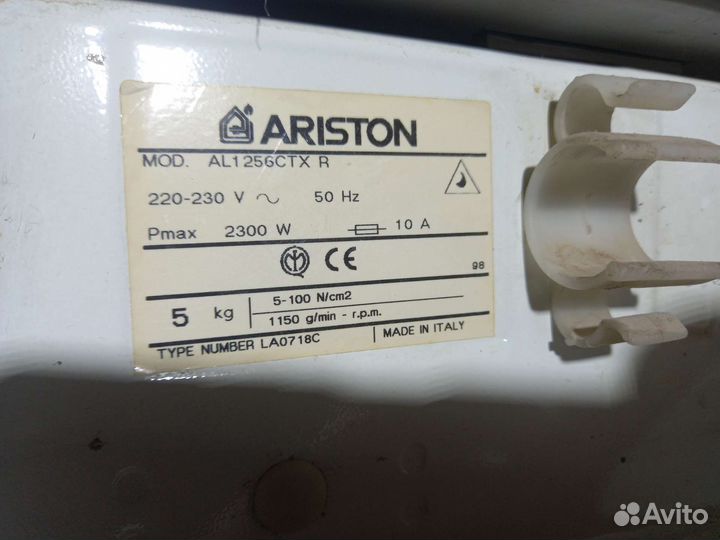 ARISTON
MOD. AL1256CTX R
220-230 V 50 Hz
Pmax 2300 W 10 A
CE
98
5 kg
5-100 N/cm2
1150 g/min - r.p.m.
TYPE NUMBER LA0718C
MADE IN ITALY
Avito